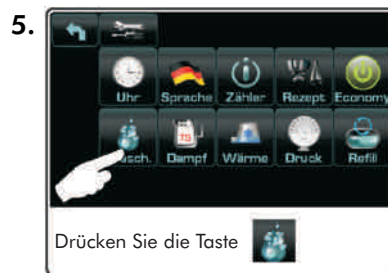 5.
Uhr Sprache Zähler Rezept Economy
sch. Dampf Wärme Druck Refill
Drücken Sie die Taste